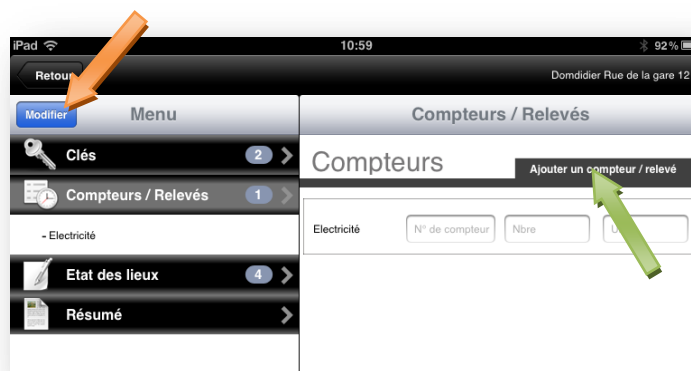 iPad 10:59 92%
Retour Domdidier Rue de la gare 12
Modifier Menu Compteurs / Relevés
Clés 2
Compteurs Ajouter un compteur / relevé
Compteurs / Relevés 1
- Electricité
Electricité N° de compteur Nbre
Etat des lieux 4
Résumé